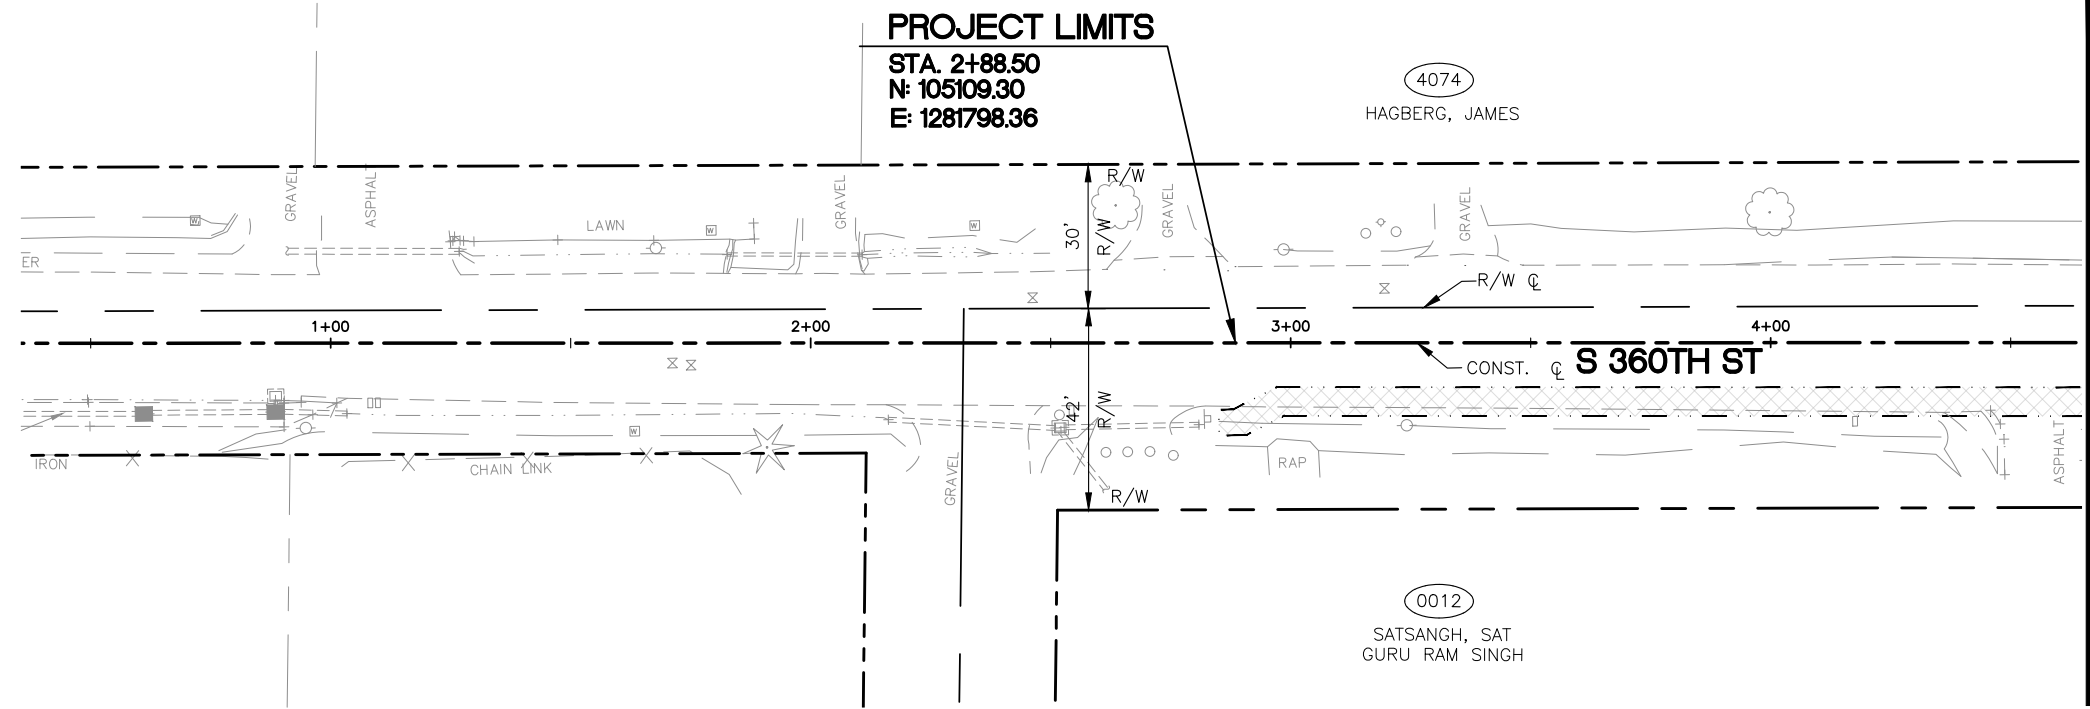 PROJECT LIMITS
STA. 2+88.50
N: 105109.30
E: 1281798.36
4074
HAGBERG, JAMES
GRAVEL
ASPHAL
LAWN
GRAVEL
R/W
30'
R/W
GRAVEL
GRAVEL
W
W
W
ER
R/W ℄
1+00
2+00
3+00
4+00
CONST. ℄
S 360TH ST
42'
R/W
W
IRON
CHAIN LINK
GRAVEL
R/W
RAP
ASPHALT
0012
SATSANGH, SAT
GURU RAM SINGH